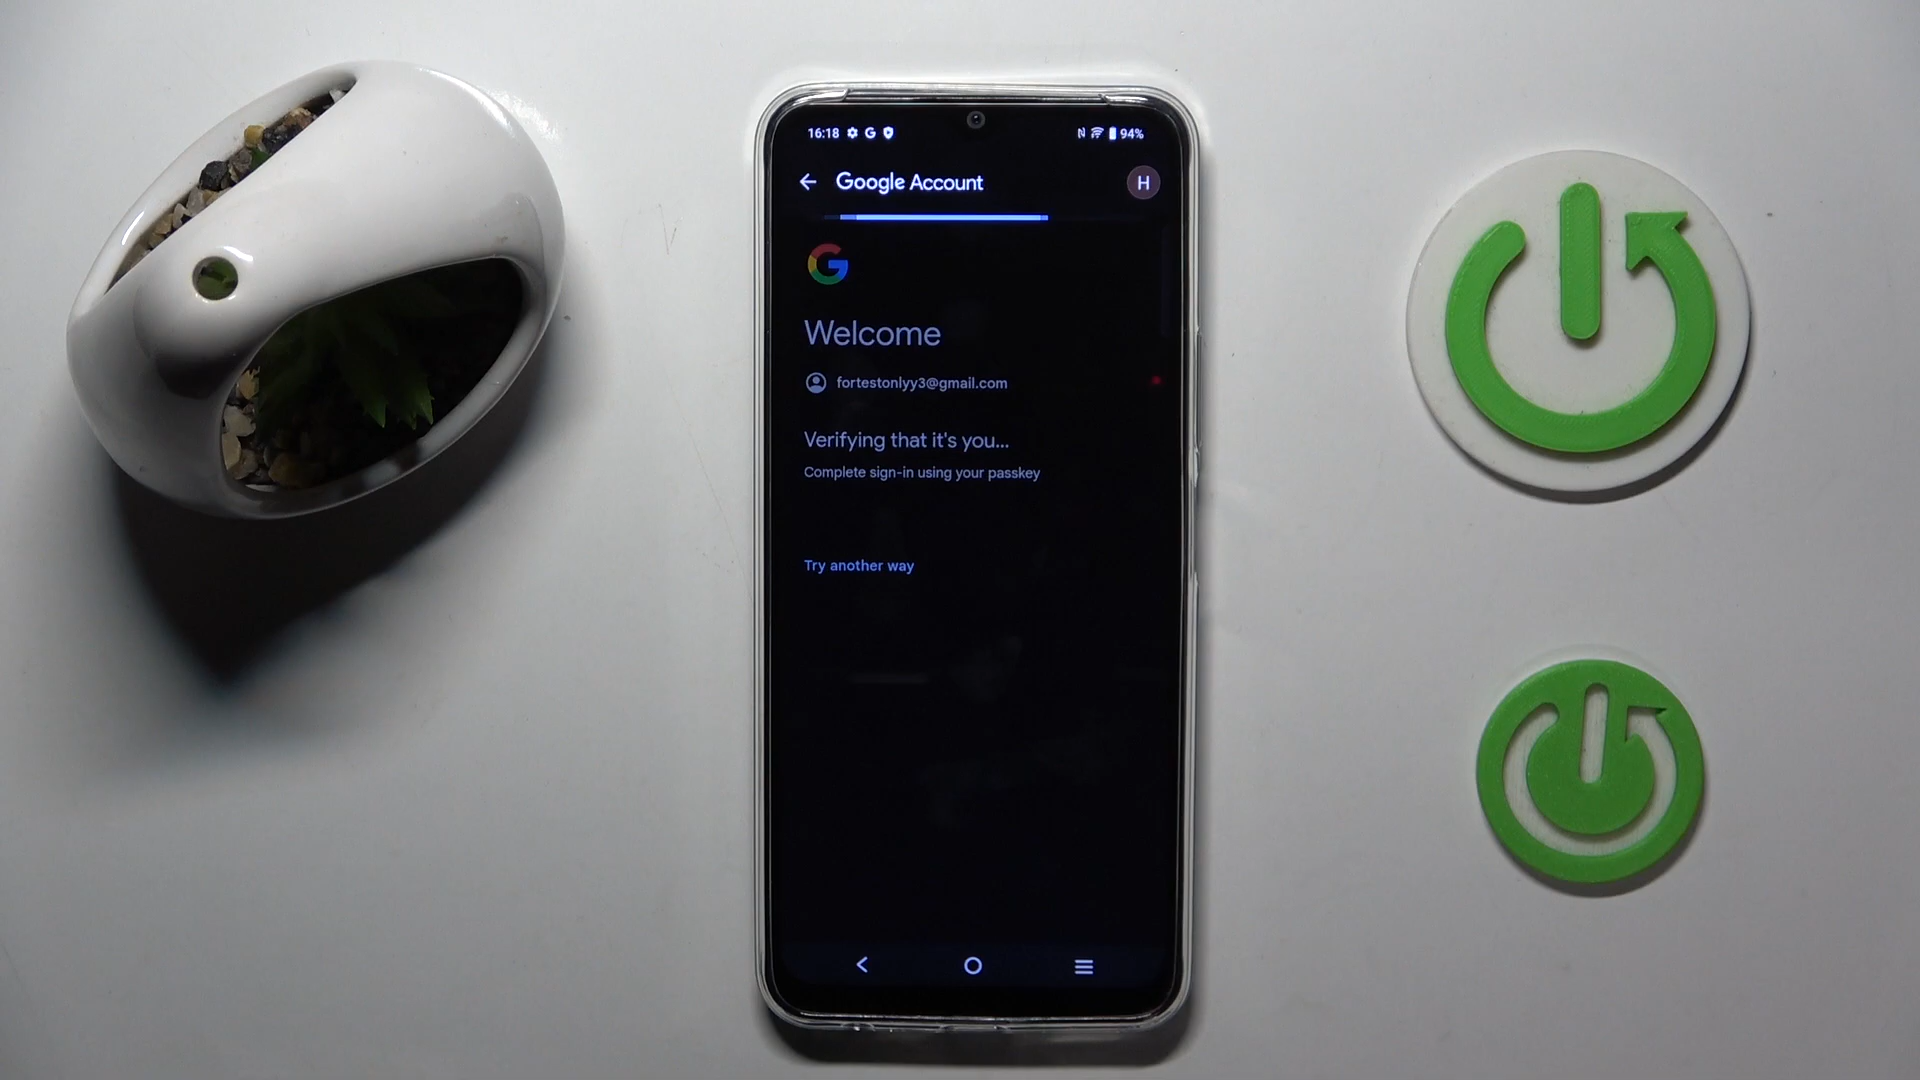 16:18 G N 94%
Google Account H
G
Welcome
fortestonlyy3@gmail.com
Verifying that it's you...
Complete sign-in using your passkey
Try another way